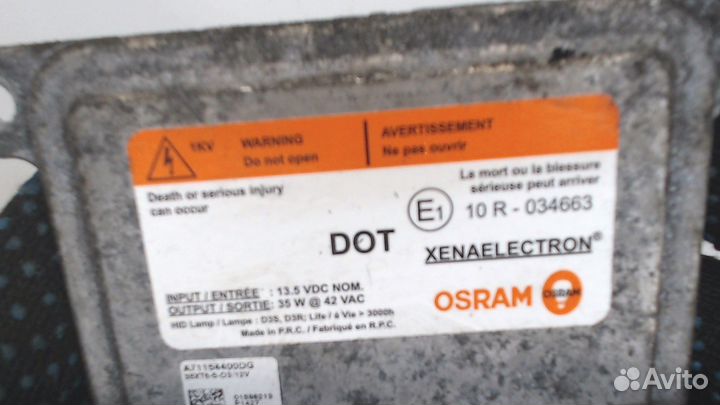 1KV
WARNING
Do not open
AVERTISSEMENT
Ne pas ouvrir
Death or serious injury
can occur
La mort ou la blessure
sérieuse peut arriver
E1
10 R - 034663
DOT
XENAELECTRON®
INPUT / ENTRÉE : 13.5 VDC NOM.
OUTPUT / SORTIE: 35 W @ 42 VAC
HID Lamp / Lampe : D3S, D3R; Life / à Vie > 3000h
Made in P.R.C. / Fabriqué en R.P.C.
OSRAM
OSRAM
A71154400DG
Avito